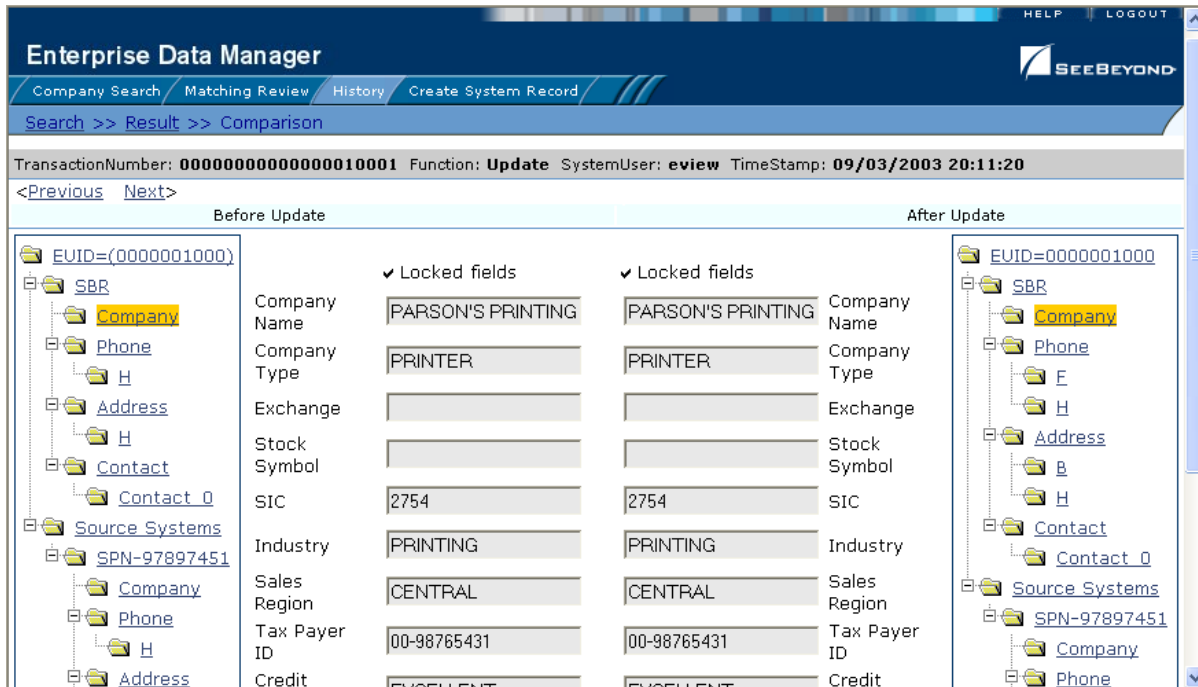 HELP LOGOUT
Enterprise Data Manager
SEEBEYOND
Company Search Matching Review History Create System Record
Search >> Result >> Comparison
TransactionNumber: 00000000000000010001 Function: Update SystemUser: eview TimeStamp: 09/03/2003 20:11:20
<Previous Next>
Before Update
After Update
EUID=(0000001000)
SBR
Company
Phone
H
Address
H
Contact
Contact_0
Source Systems
SPN-97897451
Company
Phone
H
Address
Locked fields Locked fields
Company Name PARSON'S PRINTING PARSON'S PRINTING Company Name
Company Type PRINTER PRINTER Company Type
Exchange Exchange
Stock Symbol Stock Symbol
SIC 2754 2754 SIC
Industry PRINTING PRINTING Industry
Sales Region CENTRAL CENTRAL Sales Region
Tax Payer ID 00-98765431 00-98765431 Tax Payer ID
Credit EXCELLENT EXCELLENT Credit
EUID=0000001000
SBR
Company
Phone
F
H
Address
B
H
Contact
Contact_0
Source Systems
SPN-97897451
Company
Phone